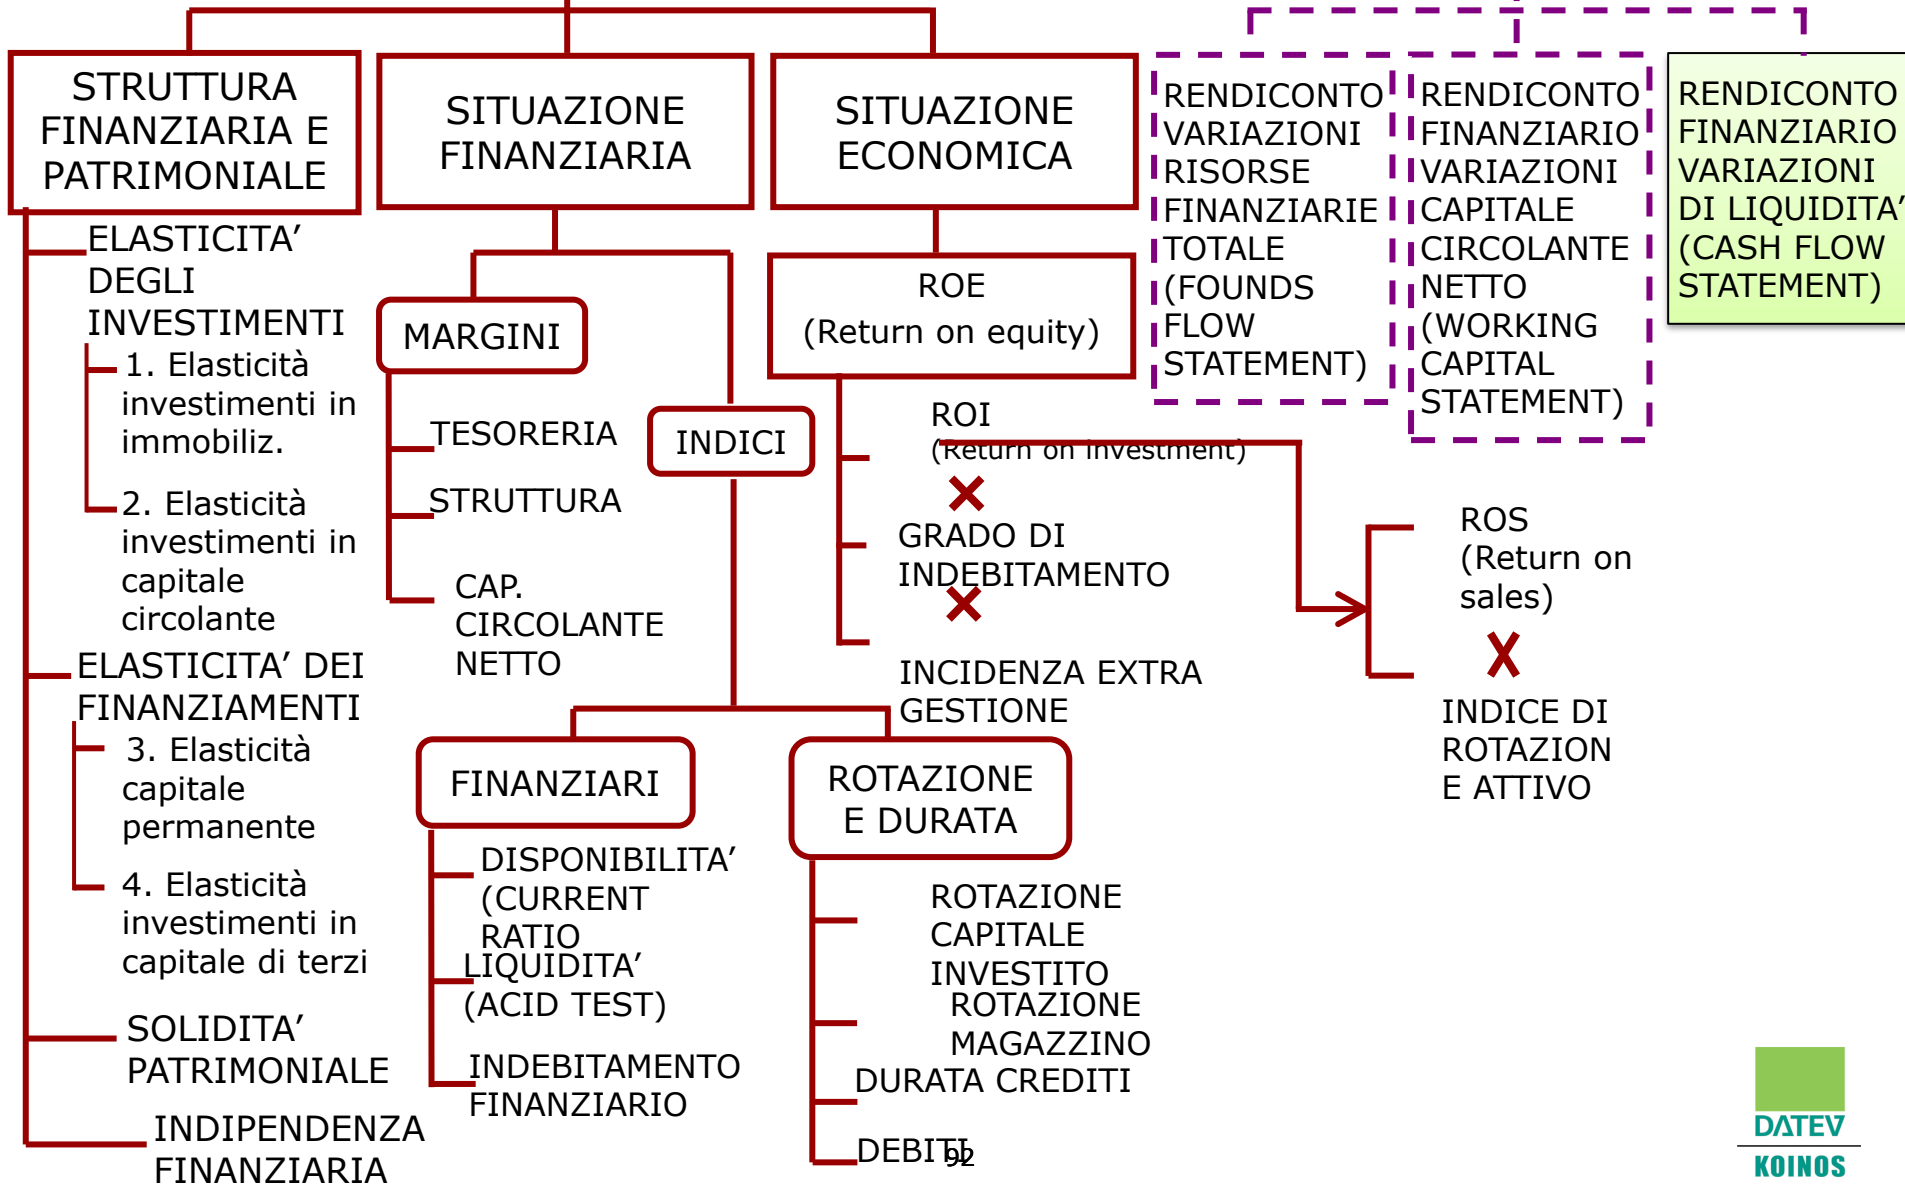 STRUTTURA
FINANZIARIA E
PATRIMONIALE
ELASTICITA’
DEGLI
INVESTIMENTI
1. Elasticità
investimenti in
immobiliz.
2. Elasticità
investimenti in
capitale
circolante
ELASTICITA’ DEI
FINANZIAMENTI
3. Elasticità
capitale
permanente
4. Elasticità
investimenti in
capitale di terzi
SOLIDITA’
PATRIMONIALE
INDIPENDENZA
FINANZIARIA
SITUAZIONE
FINANZIARIA
MARGINI
TESORERIA
STRUTTURA
CAP.
CIRCOLANTE
NETTO
INDICI
FINANZIARI
DISPONIBILITA’
(CURRENT
RATIO
LIQUIDITA’
(ACID TEST)
INDEBITAMENTO
FINANZIARIO
ROTAZIONE
E DURATA
ROTAZIONE
CAPITALE
INVESTITO
ROTAZIONE
MAGAZZINO
DURATA CREDITI
DEBITI
SITUAZIONE
ECONOMICA
ROE
(Return on equity)
ROI
(Return on investment)
GRADO DI
INDEBITAMENTO
INCIDENZA EXTRA
GESTIONE
ROS
(Return on
sales)
INDICE DI
ROTAZION
E ATTIVO
RENDICONTO
VARIAZIONI
RISORSE
FINANZIARIE
TOTALE
(FOUNDS
FLOW
STATEMENT)
RENDICONTO
FINANZIARIO
VARIAZIONI
CAPITALE
CIRCOLANTE
NETTO
(WORKING
CAPITAL
STATEMENT)
RENDICONTO
FINANZIARIO
VARIAZIONI
DI LIQUIDITA’
(CASH FLOW
STATEMENT)
92
DATEV
KOINOS